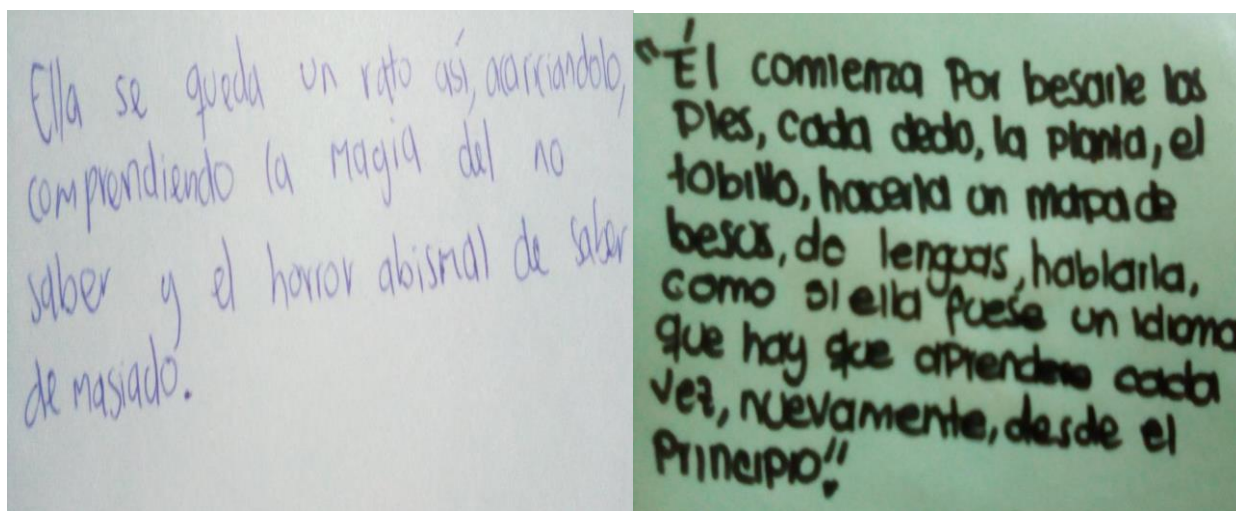 Ella se queda un rato así, acarriandolo,
comprendiendo la magia del no
saber y el horror abismal de saber
demasiado.
"Él comienza Por besarle los
Pies, cada dedo, la planta, el
tobillo, hacerla un mapa de
besos, de lenguas, hablarla,
como si ella fuese un idioma
que hay que aprender cada
vez, nuevamente, desde el
Principio".